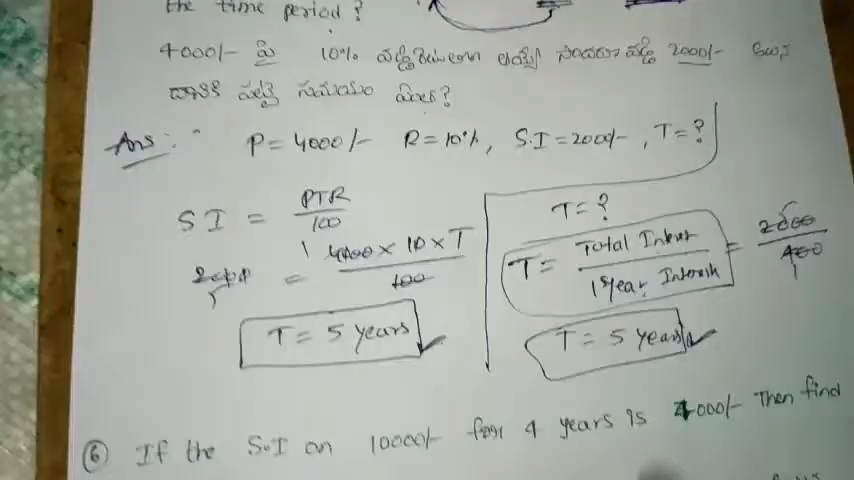 the time period ?
4000/- పై 10% వడ్డీ రేటున అయ్యే సాధారణ వడ్డీ 2000/-
దానికి పట్టే సమయం ఎంత?
Ans :- P = 4000/- R = 10%, S.I = 2000/-, T = ?
SI = PTR
100
2000 = 4000 × 10 × T
100
T = 5 years
T = ?
T = Total Interest = 2000
1 year Interest 400
T = 5 years
⑥ If the S.I on 10000/- for 4 years is 4000/- Then find